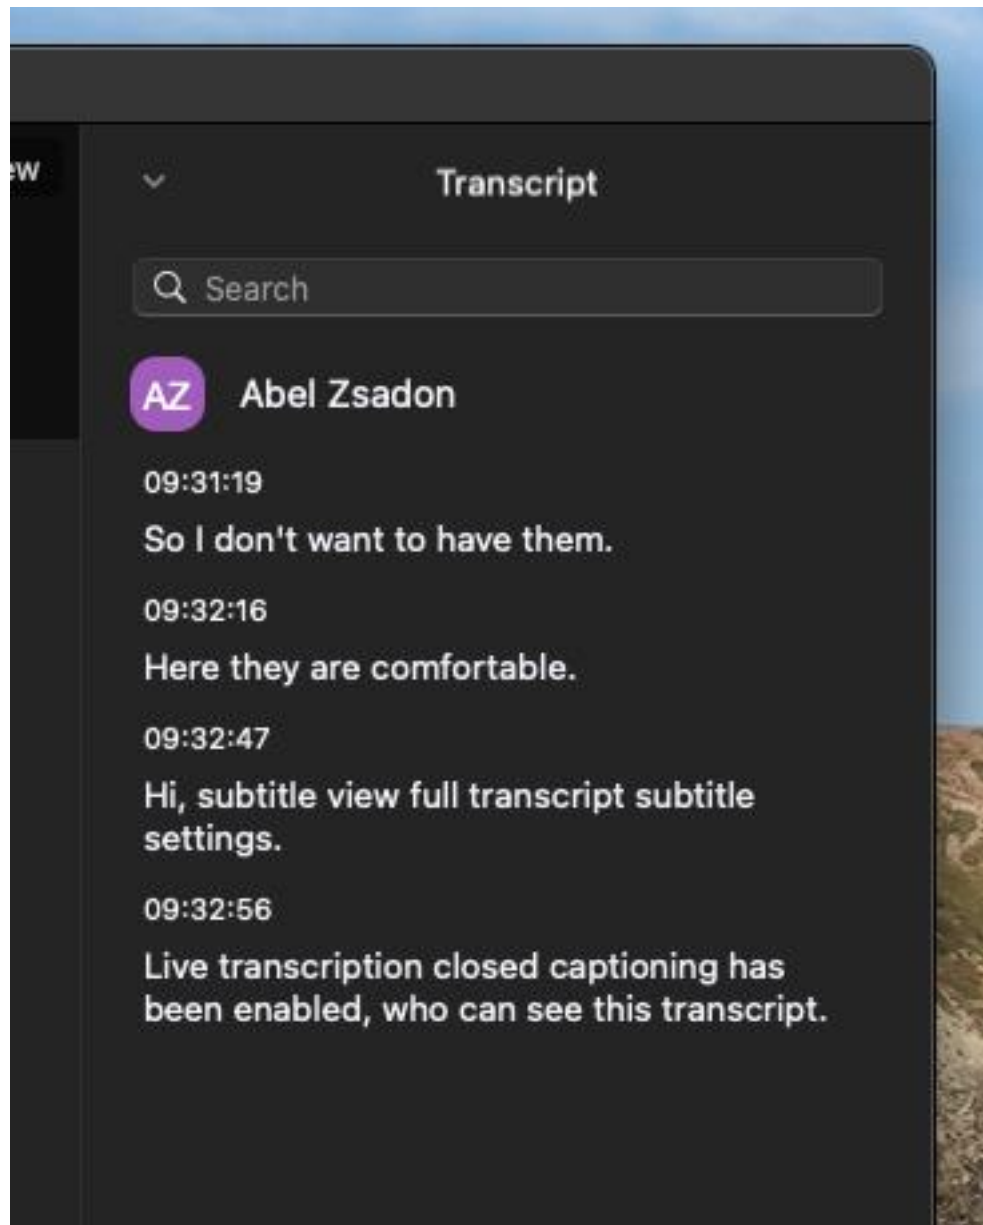 ew
Transcript
Search
AZ
Abel Zsadon
09:31:19
So I don't want to have them.
09:32:16
Here they are comfortable.
09:32:47
Hi, subtitle view full transcript subtitle
settings.
09:32:56
Live transcription closed captioning has
been enabled, who can see this transcript.